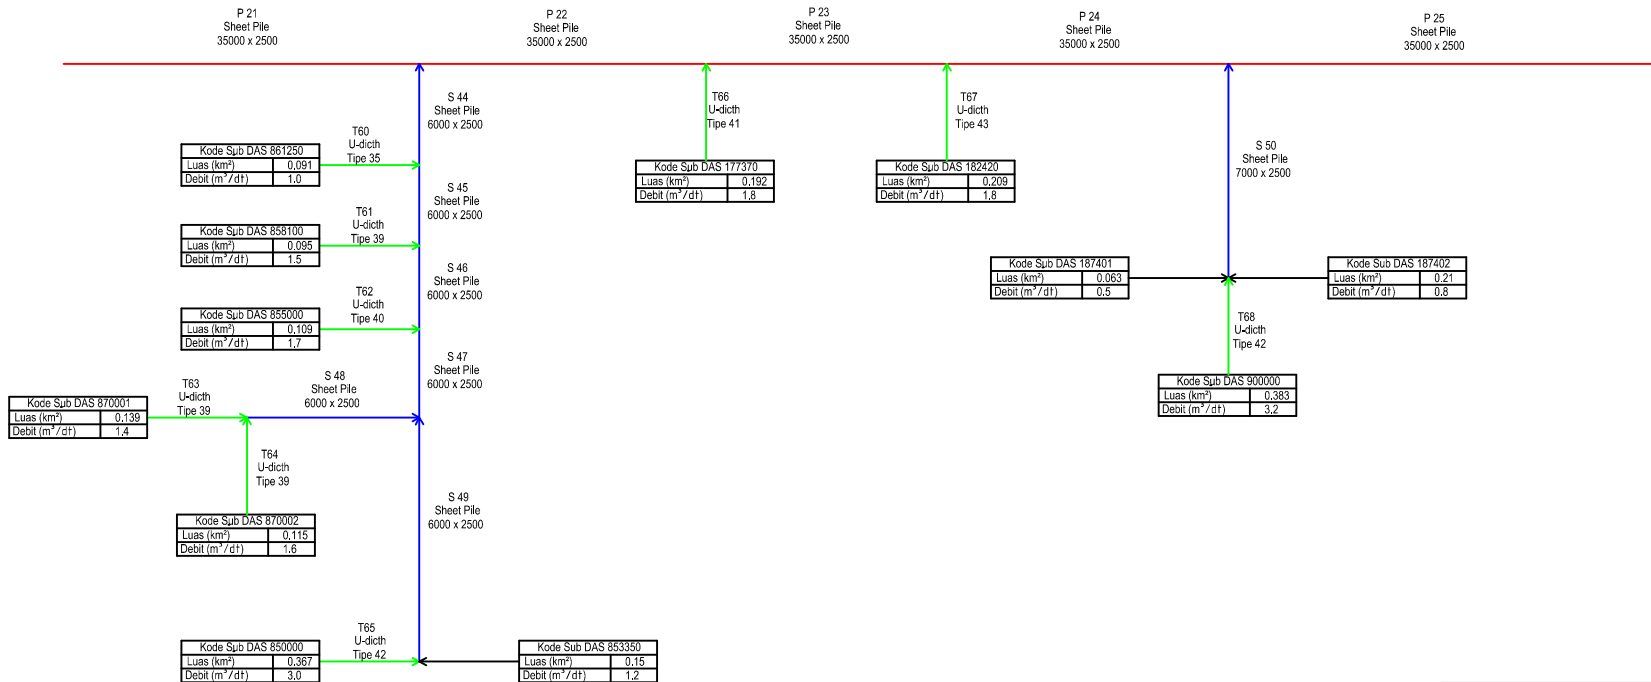 P 21
Sheet Pile
35000 x 2500
P 22
Sheet Pile
35000 x 2500
P 23
Sheet Pile
35000 x 2500
P 24
Sheet Pile
35000 x 2500
P 25
Sheet Pile
35000 x 2500
S 44
Sheet Pile
6000 x 2500
T60
U-dicth
Tipe 35
Kode Sub DAS 861250
Luas (km²) 0.091
Debit (m³/dt) 1.0
T66
U-dicth
Tipe 41
Kode Sub DAS 177370
Luas (km²) 0.192
Debit (m³/dt) 1.8
T67
U-dicth
Tipe 43
Kode Sub DAS 182420
Luas (km²) 0.209
Debit (m³/dt) 1.8
S 50
Sheet Pile
7000 x 2500
S 45
Sheet Pile
6000 x 2500
T61
U-dicth
Tipe 39
Kode Sub DAS 858100
Luas (km²) 0.095
Debit (m³/dt) 1.5
S 46
Sheet Pile
6000 x 2500
T62
U-dicth
Tipe 40
Kode Sub DAS 855000
Luas (km²) 0.109
Debit (m³/dt) 1.7
Kode Sub DAS 187401
Luas (km²) 0.063
Debit (m³/dt) 0.5
Kode Sub DAS 187402
Luas (km²) 0.21
Debit (m³/dt) 0.8
T68
U-dicth
Tipe 42
Kode Sub DAS 900000
Luas (km²) 0.383
Debit (m³/dt) 3.2
S 47
Sheet Pile
6000 x 2500
S 48
Sheet Pile
6000 x 2500
T63
U-dicth
Tipe 39
Kode Sub DAS 870001
Luas (km²) 0.139
Debit (m³/dt) 1.4
T64
U-dicth
Tipe 39
Kode Sub DAS 870002
Luas (km²) 0.115
Debit (m³/dt) 1.6
S 49
Sheet Pile
6000 x 2500
T65
U-dicth
Tipe 42
Kode Sub DAS 850000
Luas (km²) 0.367
Debit (m³/dt) 3.0
Kode Sub DAS 853350
Luas (km²) 0.15
Debit (m³/dt) 1.2